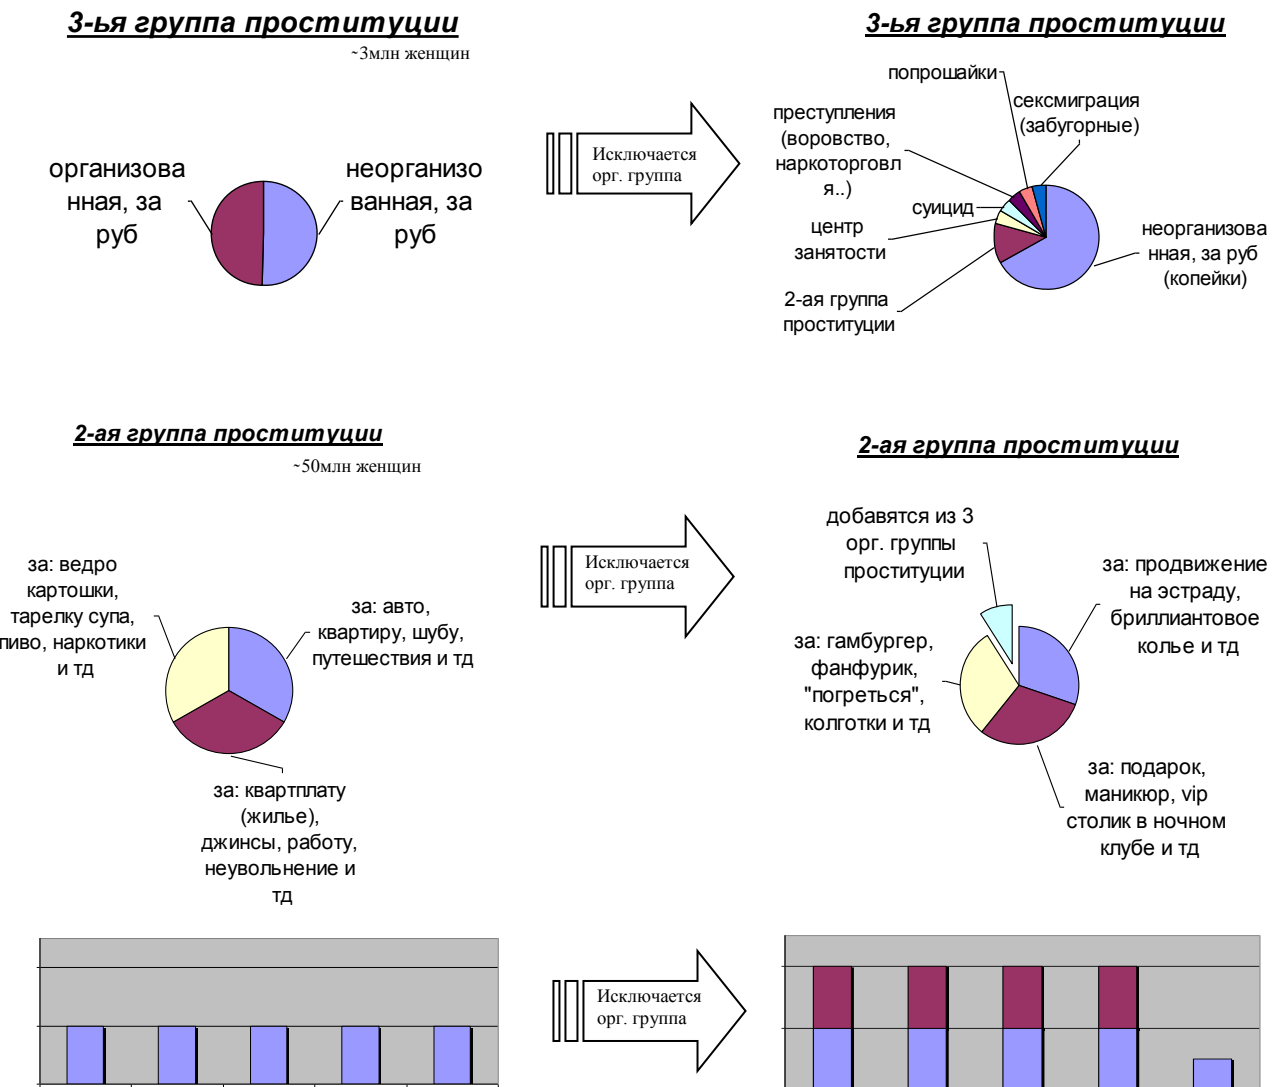 3-ья группа проституции
~3млн женщин
организова
нная, за
руб
неорганизо
ванная, за
руб
Исключается
орг. группа
3-ья группа проституции
попрошайки
сексмиграция
(забугорные)
преступления
(воровство,
наркоторговл
я..)
суицид
центр
занятости
2-ая группа
проституции
неорганизова
нная, за руб
(копейки)
2-ая группа проституции
~50млн женщин
за: ведро
картошки,
тарелку супа,
пиво, наркотики
и тд
за: авто,
квартиру, шубу,
путешествия и тд
за: квартплату
(жилье),
джинсы, работу,
неувольнение и
тд
Исключается
орг. группа
2-ая группа проституции
добавятся из 3
орг. группы
проституции
за: продвижение
на эстраду,
бриллиантовое
колье и тд
за: гамбургер,
фанфурик,
"погреться",
колготки и тд
за: подарок,
маникюр, vip
столик в ночном
клубе и тд
Исключается
орг. группа